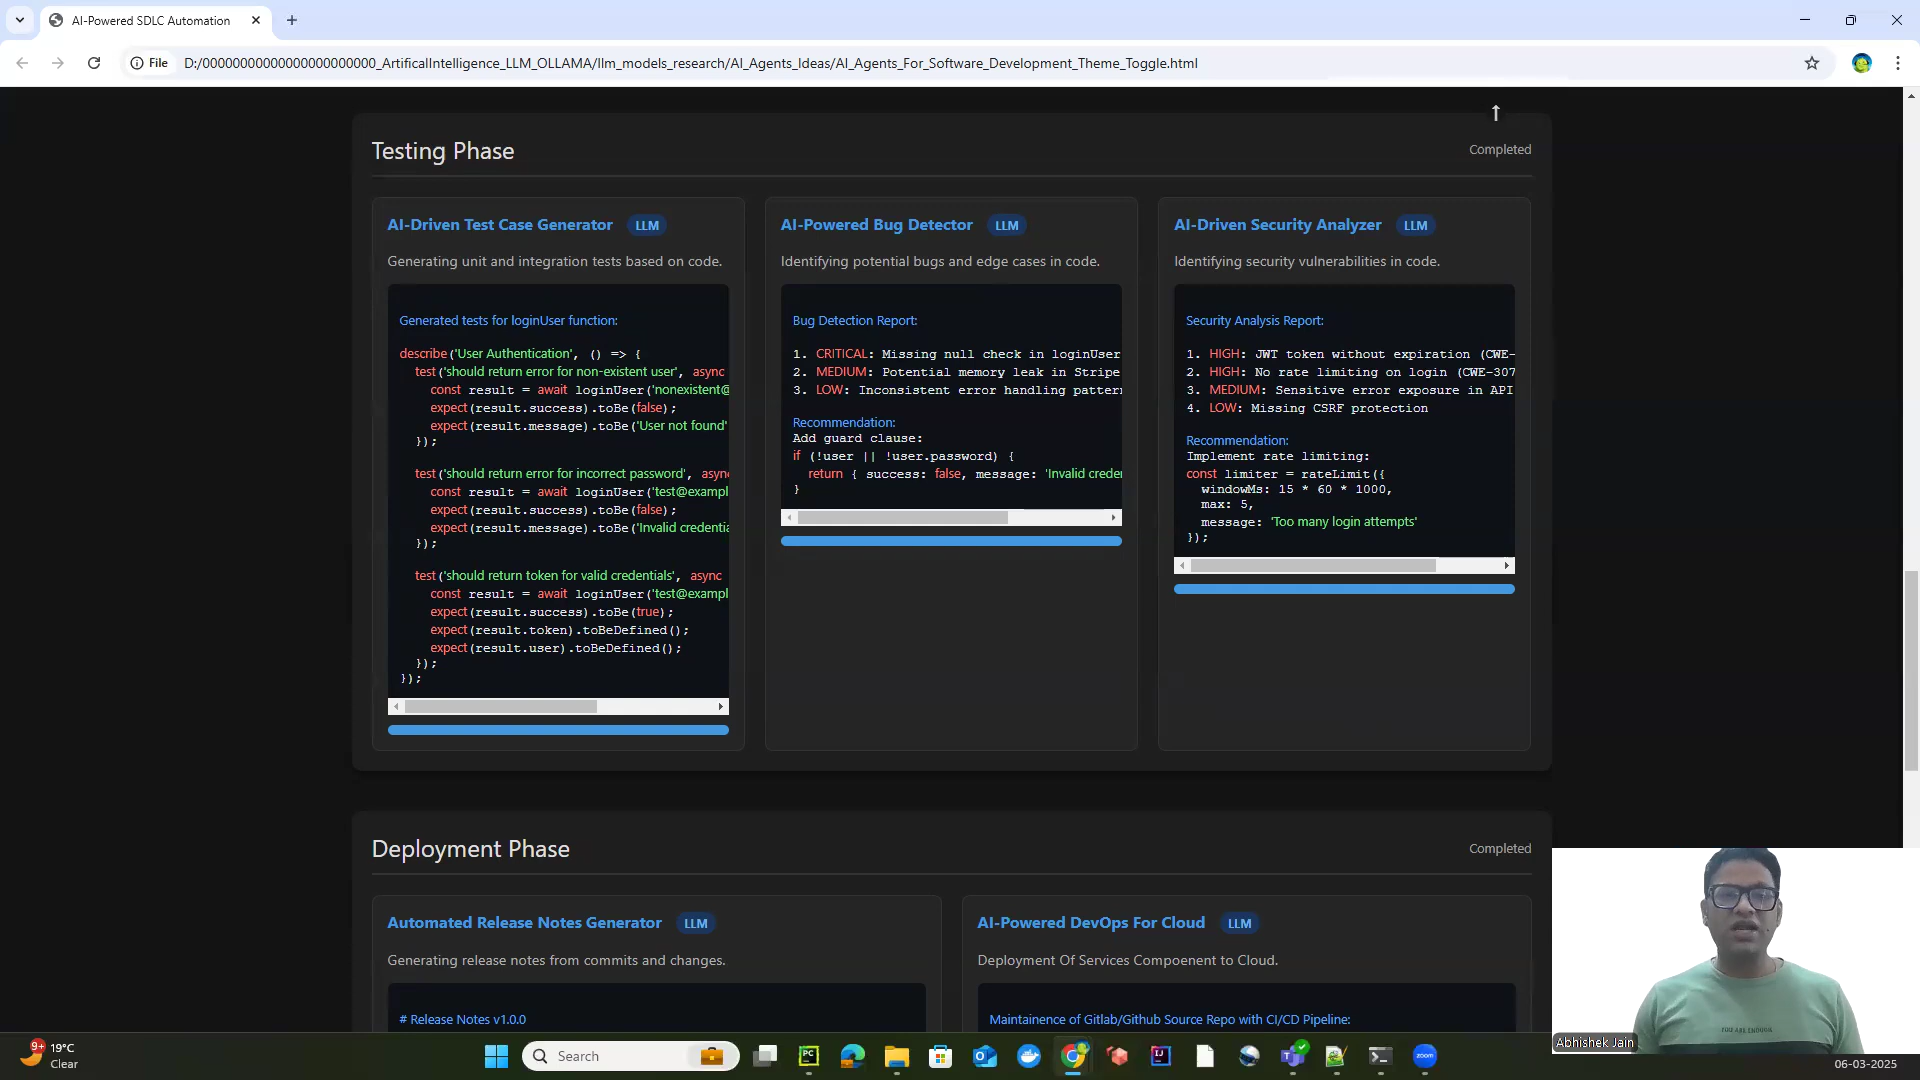 AI-Powered SDLC Automation
File
D:/00000000000000000000000_ArtificalIntelligence_LLM_OLLAMA/llm_models_research/AI_Agents_Ideas/AI_Agents_For_Software_Development_Theme_Toggle.html
Testing Phase
Completed
AI-Driven Test Case Generator LLM
Generating unit and integration tests based on code.
Generated tests for loginUser function:
describe('User Authentication', () => {
test('should return error for non-existent user', async
const result = await loginUser('nonexistent@
expect(result.success).toBe(false);
expect(result.message).toBe('User not found'
});
test('should return error for incorrect password', async
const result = await loginUser('test@exampl
expect(result.success).toBe(false);
expect(result.message).toBe('Invalid credentia
});
test('should return token for valid credentials', async
const result = await loginUser('test@exampl
expect(result.success).toBe(true);
expect(result.token).toBeDefined();
expect(result.user).toBeDefined();
});
});
AI-Powered Bug Detector LLM
Identifying potential bugs and edge cases in code.
Bug Detection Report:
1. CRITICAL: Missing null check in loginUser
2. MEDIUM: Potential memory leak in Stripe
3. LOW: Inconsistent error handling pattern
Recommendation:
Add guard clause:
if (!user || !user.password) {
return { success: false, message: 'Invalid creder
}
AI-Driven Security Analyzer LLM
Identifying security vulnerabilities in code.
Security Analysis Report:
1. HIGH: JWT token without expiration (CWE-
2. HIGH: No rate limiting on login (CWE-307
3. MEDIUM: Sensitive error exposure in API
4. LOW: Missing CSRF protection
Recommendation:
Implement rate limiting:
const limiter = rateLimit({
windowMs: 15 * 60 * 1000,
max: 5,
message: 'Too many login attempts'
});
Deployment Phase
Completed
Automated Release Notes Generator LLM
Generating release notes from commits and changes.
# Release Notes v1.0.0
AI-Powered DevOps For Cloud LLM
Deployment Of Services Compoenent to Cloud.
Maintainence of Gitlab/Github Source Repo with CI/CD Pipeline:
YOU ARE ENOUGH
Abhishek Jain
9+
19°C
Clear
Search
PC
IJ
zoom
06-03-2025